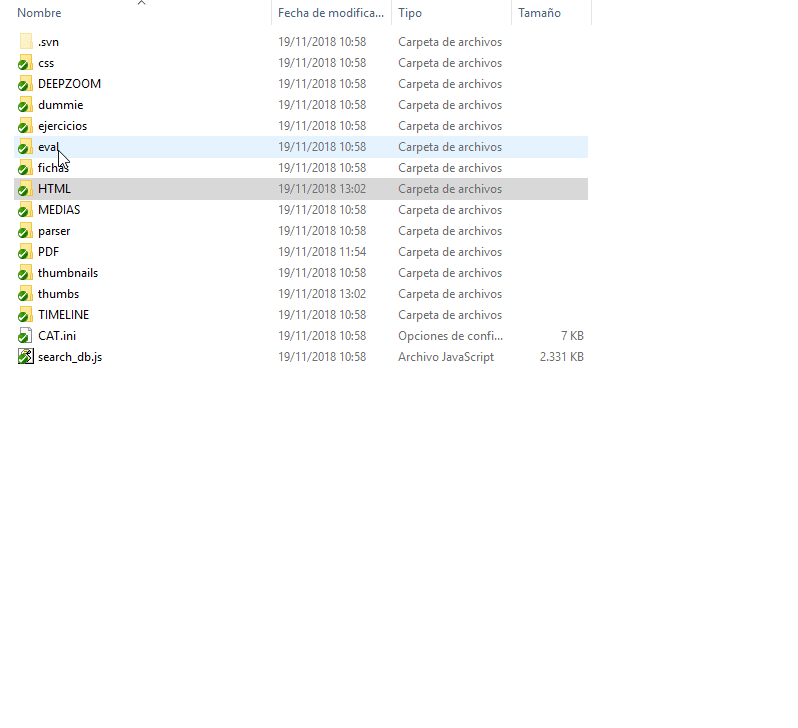 Nombre Fecha de modifica... Tipo Tamaño
.svn 19/11/2018 10:58 Carpeta de archivos
css 19/11/2018 10:58 Carpeta de archivos
DEEPZOOM 19/11/2018 10:58 Carpeta de archivos
dummie 19/11/2018 10:58 Carpeta de archivos
ejercicios 19/11/2018 10:58 Carpeta de archivos
eval 19/11/2018 10:58 Carpeta de archivos
fichas 19/11/2018 10:58 Carpeta de archivos
HTML 19/11/2018 13:02 Carpeta de archivos
MEDIAS 19/11/2018 10:58 Carpeta de archivos
parser 19/11/2018 10:58 Carpeta de archivos
PDF 19/11/2018 11:54 Carpeta de archivos
thumbnails 19/11/2018 10:58 Carpeta de archivos
thumbs 19/11/2018 13:02 Carpeta de archivos
TIMELINE 19/11/2018 10:58 Carpeta de archivos
CAT.ini 19/11/2018 10:58 Opciones de confi... 7 KB
search_db.js 19/11/2018 10:58 Archivo JavaScript 2.331 KB